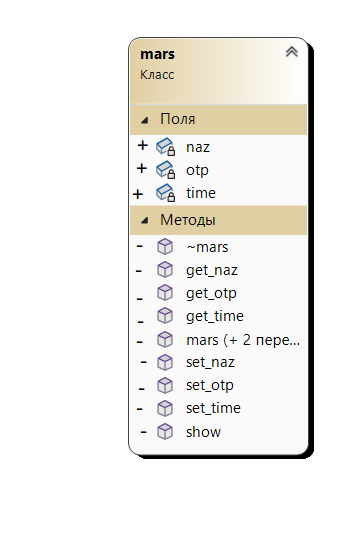 mars
Класс
Поля
+ naz
+ otp
+ time
Методы
- ~mars
- get_naz
- get_otp
- get_time
- mars (+ 2 пере...
- set_naz
- set_otp
- set_time
- show